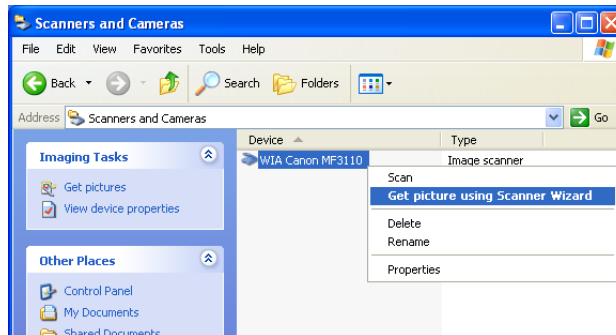 Scanners and Cameras
File Edit View Favorites Tools Help
Back Search Folders
Address Scanners and Cameras Go
Device Type
Imaging Tasks
WIA Canon MF3110 Image scanner
Scan
Get pictures
Get picture using Scanner Wizard
View device properties
Delete
Rename
Other Places
Properties
Control Panel
My Documents
Shared Documents